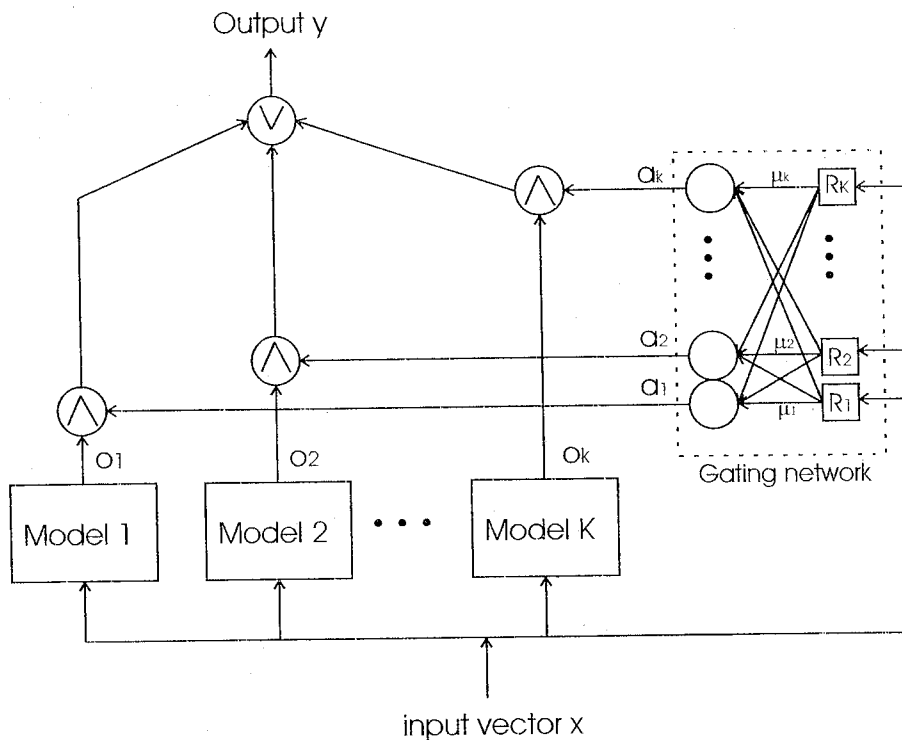 Output y
V
Λ
ak
μk
RK
Λ
a2
μ2
R2
Λ
a1
μ1
R1
Gating network
O1
O2
Ok
Model 1
Model 2
Model K
input vector x